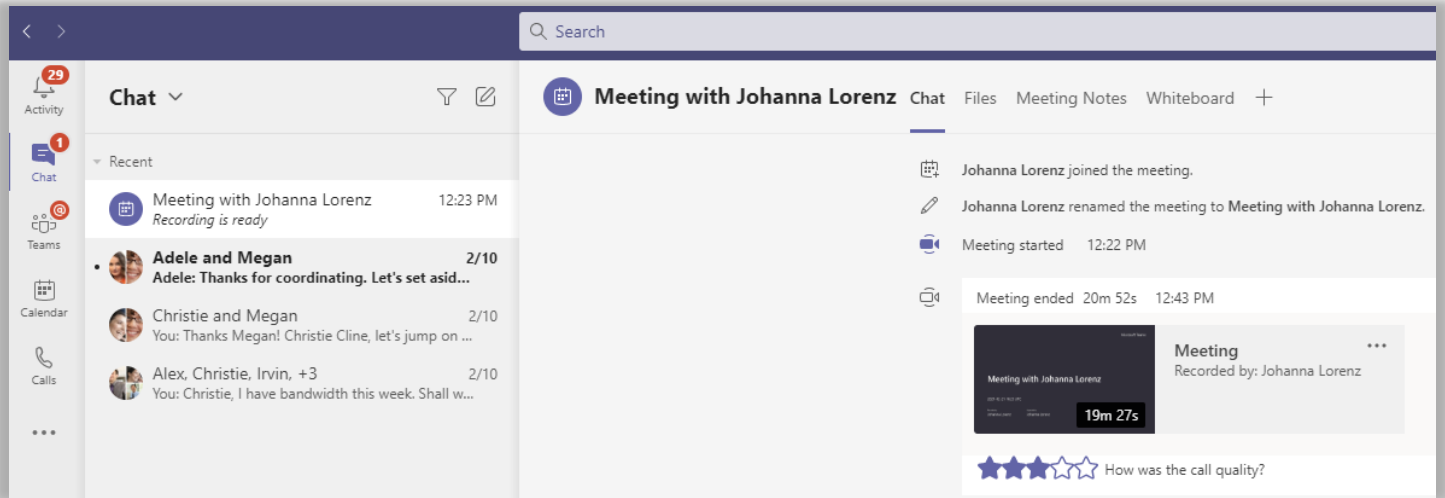 Search
29
Activity
1
Chat
@
Teams
Calendar
Calls
Chat
Recent
Meeting with Johanna Lorenz 12:23 PM
Recording is ready
Adele and Megan 2/10
Adele: Thanks for coordinating. Let's set asid...
Christie and Megan 2/10
You: Thanks Megan! Christie Cline, let's jump on ...
Alex, Christie, Irvin, +3 2/10
You: Christie, I have bandwidth this week. Shall w...
Meeting with Johanna Lorenz Chat Files Meeting Notes Whiteboard
Johanna Lorenz joined the meeting.
Johanna Lorenz renamed the meeting to Meeting with Johanna Lorenz.
Meeting started 12:22 PM
Meeting ended 20m 52s 12:43 PM
Meeting with Johanna Lorenz
19m 27s
Meeting
Recorded by: Johanna Lorenz
How was the call quality?